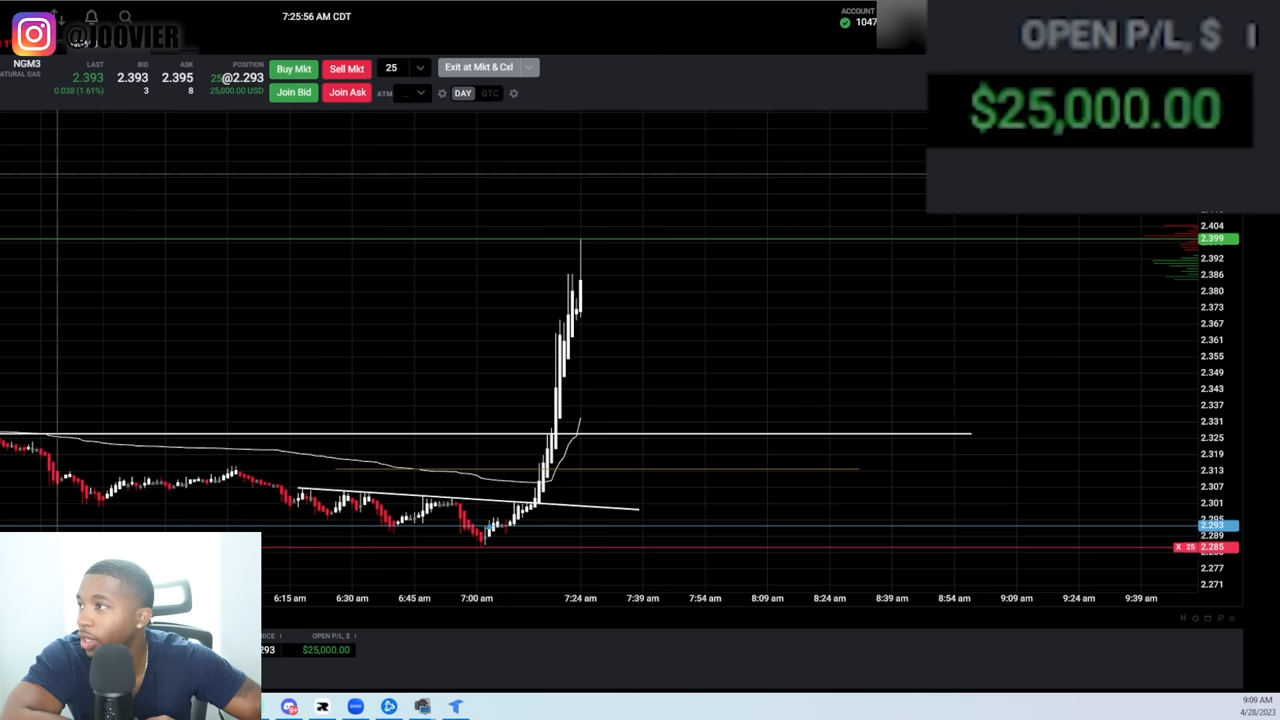 7:25:56 AM CDT
ACCOUNT
1047
@JOOVIER_
OPEN P/L, $
$25,000.00
NGM3
NATURAL GAS
LAST
2.393
0.038 (1.61%)
BID
2.393
3
ASK
2.395
8
POSITION
25@2.293
25,000.00 USD
Buy Mkt
Sell Mkt
25
Exit at Mkt & Cxl
Join Bid
Join Ask
ATM
DAY
GTC
2.404
2.399
2.392
2.386
2.380
2.373
2.367
2.361
2.355
2.349
2.343
2.337
2.331
2.325
2.319
2.313
2.307
2.301
2.295
2.293
2.289
X 25 2.285
2.277
2.271
6:15 am
6:30 am
6:45 am
7:00 am
7:24 am
7:39 am
7:54 am
8:09 am
8:24 am
8:39 am
8:54 am
9:09 am
9:24 am
9:39 am
OPEN P/L, $
$25,000.00
9:09 AM
4/28/2023